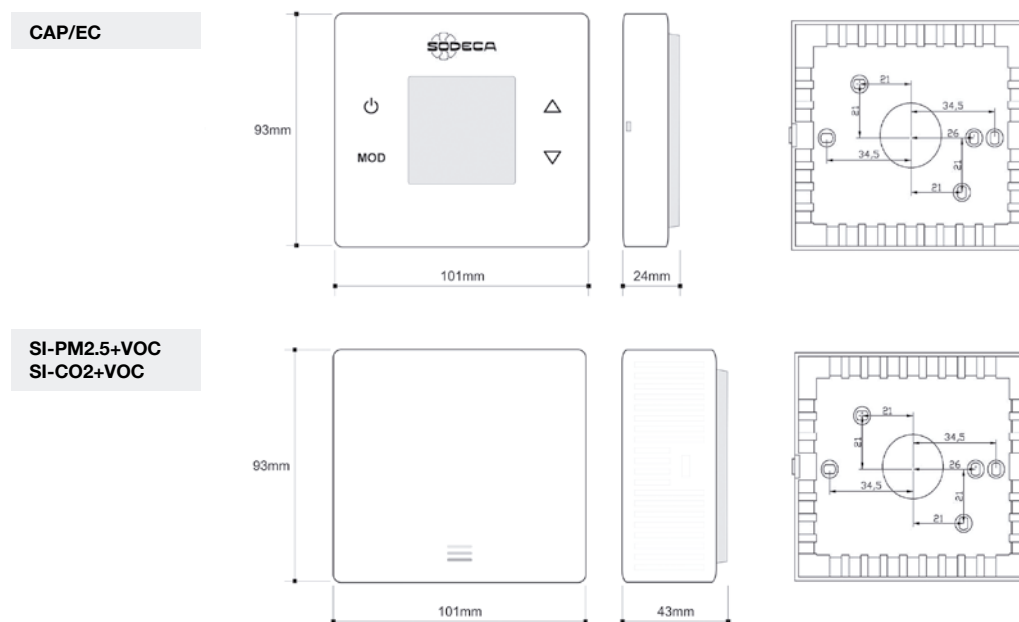 CAP/EC
SODECA
MOD
93mm
101mm
24mm
21
21
34,5
26
34,5
21
21
SI-PM2.5+VOC
SI-CO2+VOC
93mm
101mm
43mm
21
21
34,5
26
34,5
21
21